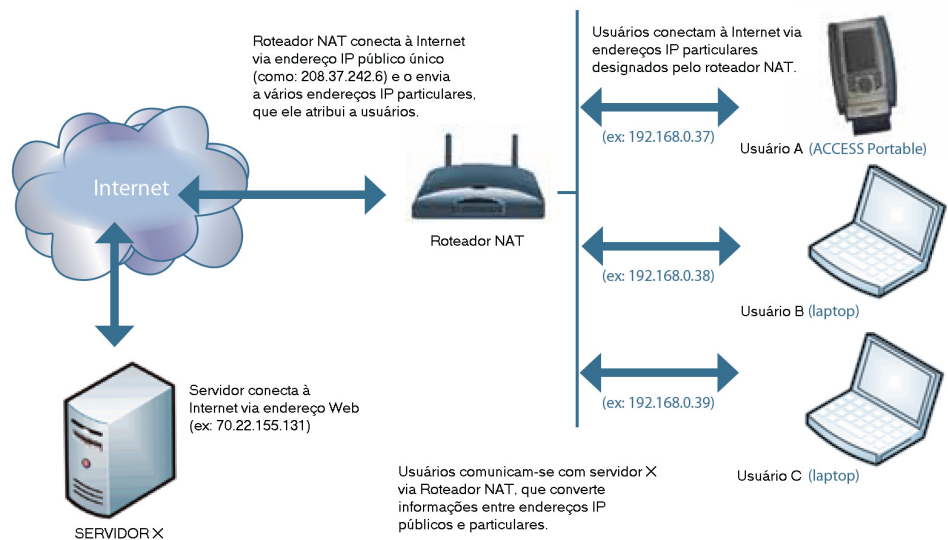 Roteador NAT conecta à Internet
via endereço IP público único
(como: 208.37.242.6) e o envia
a vários endereços IP particulares,
que ele atribui a usuários.
Usuários conectam à Internet via
endereços IP particulares
designados pelo roteador NAT.
(ex: 192.168.0.37)
Usuário A (ACCESS Portable)
Internet
Roteador NAT
(ex: 192.168.0.38)
Usuário B (laptop)
Servidor conecta à
Internet via endereço Web
(ex: 70.22.155.131)
(ex: 192.168.0.39)
Usuário C (laptop)
Usuários comunicam-se com servidor X
via Roteador NAT, que converte
informações entre endereços IP
públicos e particulares.
SERVIDOR X